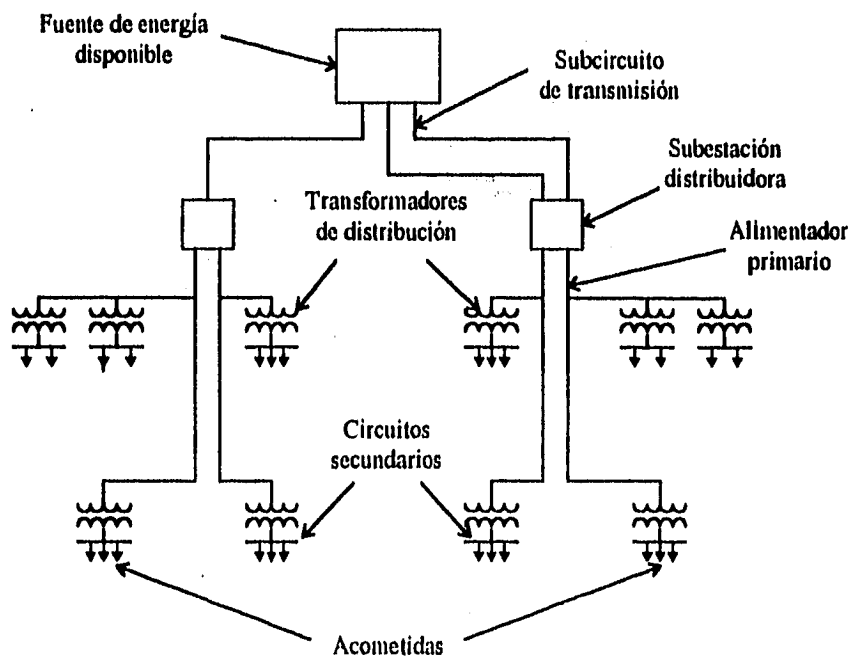 Fuente de energía
disponible
Subcircuito
de transmisión
Subestación
distribuidora
Transformadores
de distribución
Alimentador
primario
Circuitos
secundarios
Acometidas